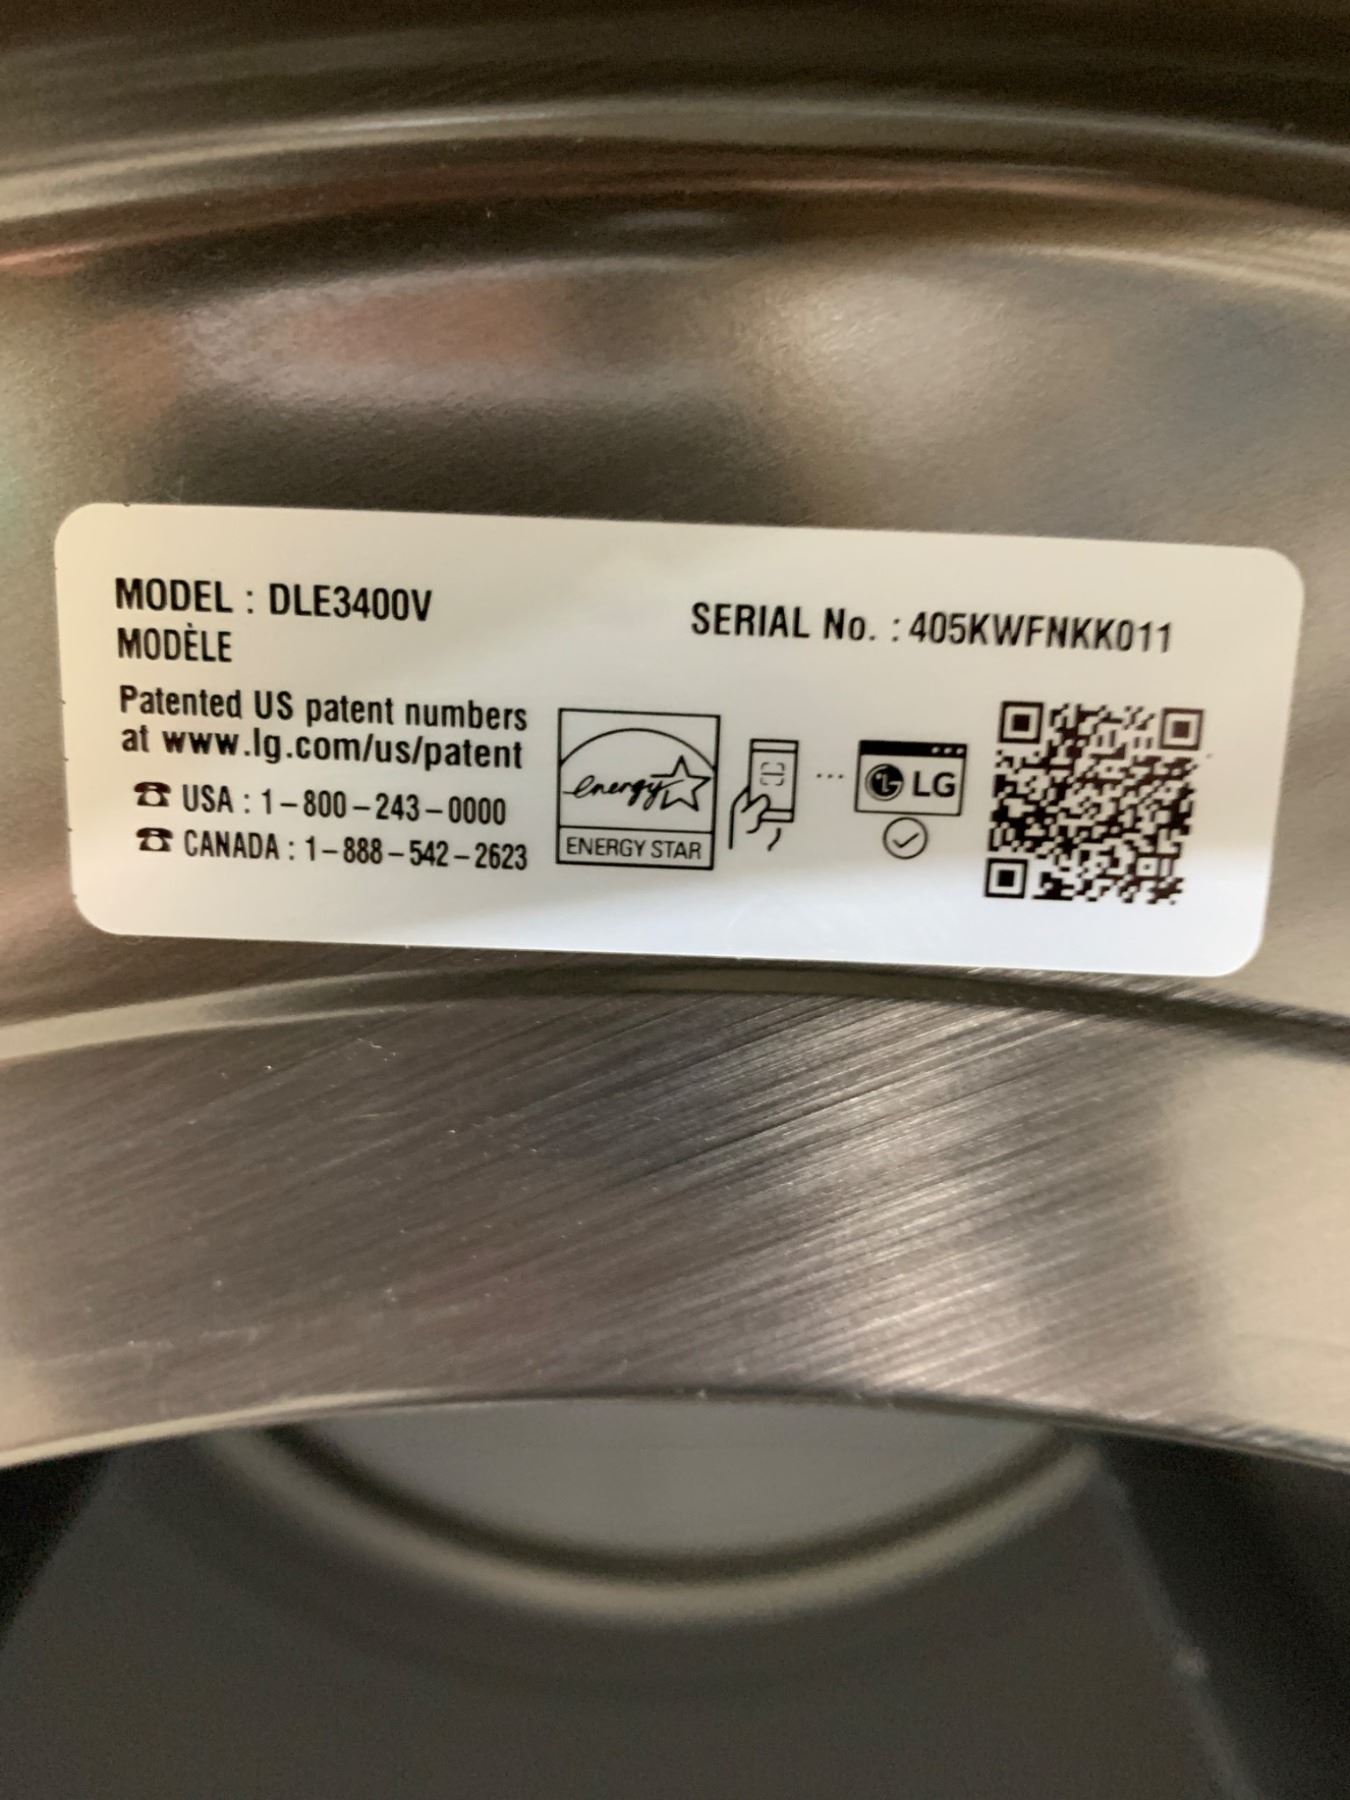 MODEL : DLE3400V
MODÈLE
SERIAL No. : 405KWFNKK011
Patented US patent numbers
at www.lg.com/us/patent
☎ USA : 1-800-243-0000
☎ CANADA : 1-888-542-2623
energy
ENERGY STAR
LG